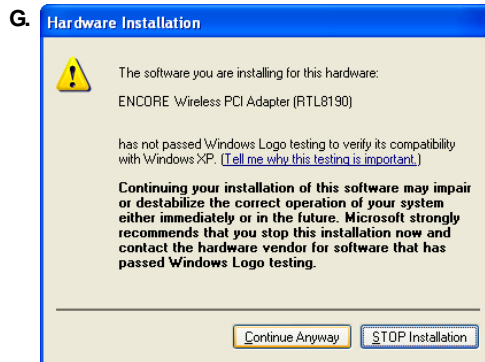 G.
Hardware Installation
The software you are installing for this hardware:
ENCORE Wireless PCI Adapter (RTL8190)
has not passed Windows Logo testing to verify its compatibility
with Windows XP. (Tell me why this testing is important.)
Continuing your installation of this software may impair
or destabilize the correct operation of your system
either immediately or in the future. Microsoft strongly
recommends that you stop this installation now and
contact the hardware vendor for software that has
passed Windows Logo testing.
Continue Anyway STOP Installation